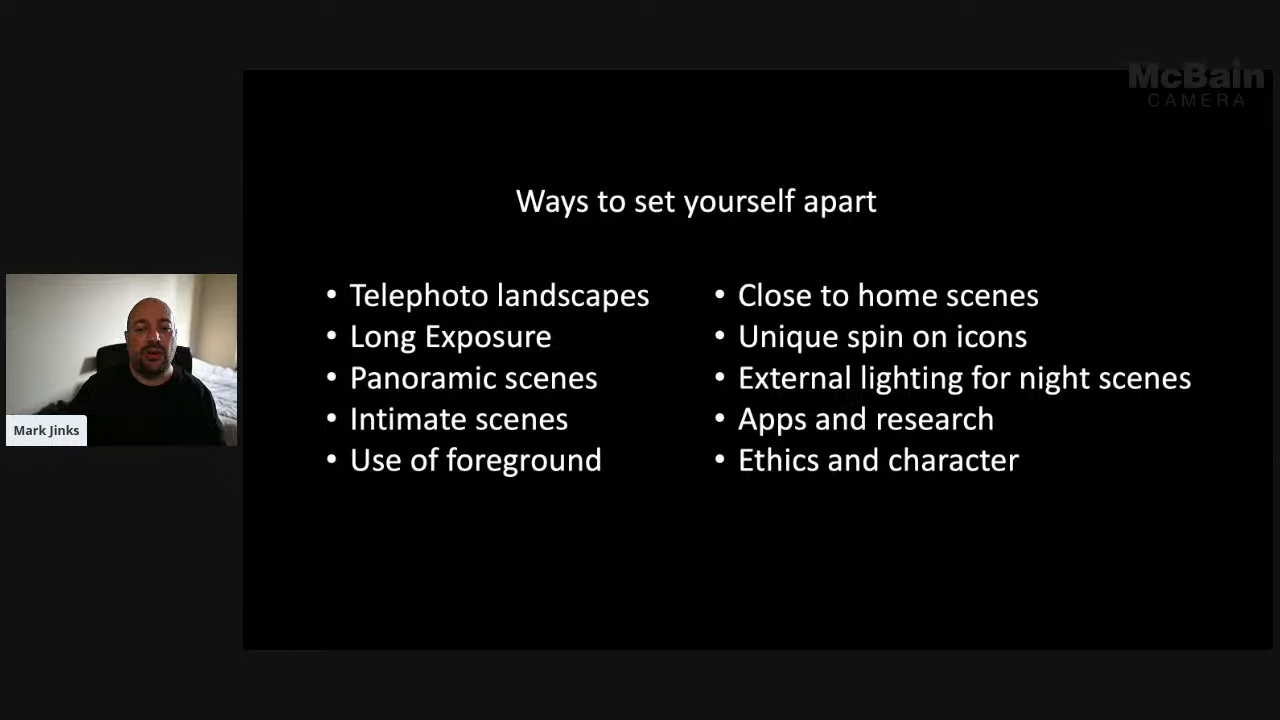 McBain
CAMERA
Ways to set yourself apart
• Telephoto landscapes
• Long Exposure
• Panoramic scenes
• Intimate scenes
• Use of foreground
• Close to home scenes
• Unique spin on icons
• External lighting for night scenes
• Apps and research
• Ethics and character
Mark Jinks